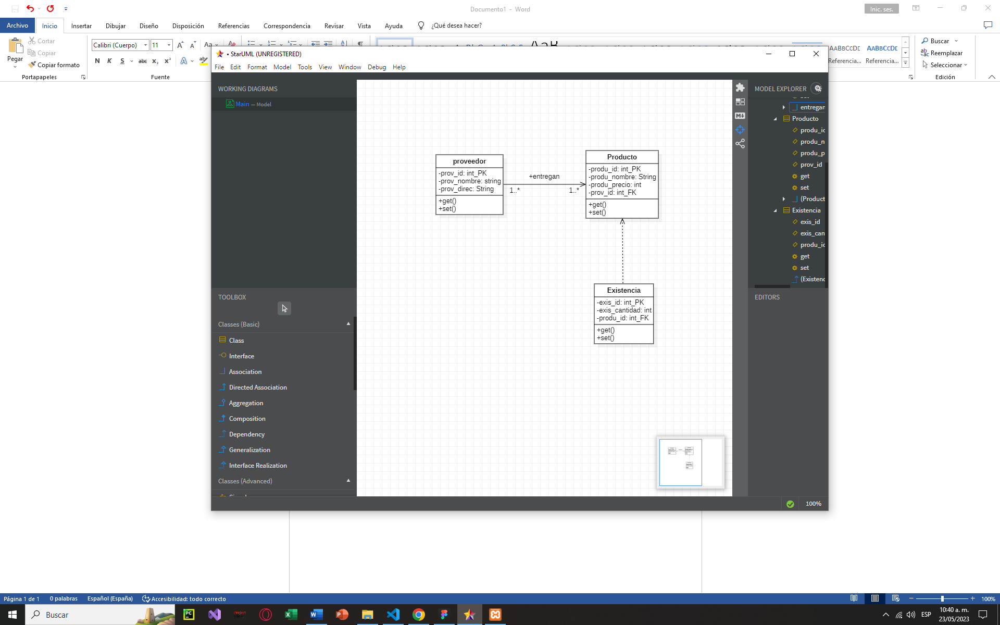 Documento1 - Word
Inic. ses.
Archivo
Inicio
Insertar
Dibujar
Diseño
Disposición
Referencias
Correspondencia
Revisar
Vista
Ayuda
¿Qué desea hacer?
Pegar
Cortar
Copiar
Copiar formato
Portapapeles
Calibri (Cuerpo)
11
Aa
N K S abc x₂ x²
Fuente
AABBCCDI
Referencia...
AABBCCDE
Referencia...
Buscar
Reemplazar
Seleccionar
Edición
• StarUML (UNREGISTERED)
File Edit Format Model Tools View Window Debug Help
WORKING DIAGRAMS
Main — Model
TOOLBOX
Classes (Basic)
Class
Interface
Association
Directed Association
Aggregation
Composition
Dependency
Generalization
Interface Realization
Classes (Advanced)
proveedor
-prov_id: int_PK
-prov_nombre: string
-prov_direc: String
+get()
+set()
+entregan
1..*
1..*
Producto
-produ_id: int_PK
-produ_nombre: String
-produ_precio: int
-prov_id: int_FK
+get()
+set()
Existencia
-exis_id: int_PK
-exis_cantidad: int
-produ_id: int_FK
+get()
+set()
MODEL EXPLORER
entregan
Producto
produ_id
produ_n
produ_p
prov_id
get
set
(Product
Existencia
exis_id
exis_can
produ_id
get
set
(Existenc
EDITORS
100%
Página 1 de 1
0 palabras
Español (España)
Accesibilidad: todo correcto
100%
Buscar
ESP
10:40 a. m.
23/05/2023